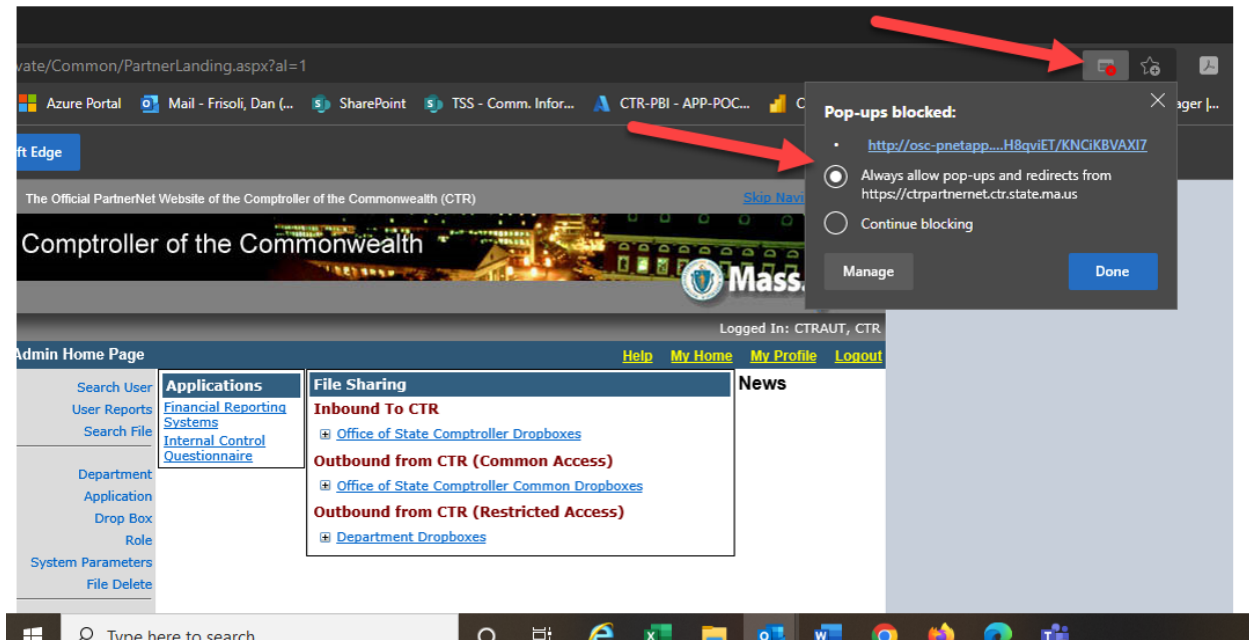 vate/Common/PartnerLanding.aspx?al=1
Azure Portal Mail - Frisoli, Dan (... SharePoint TSS - Comm. Infor... CTR-PBI - APP-POC... C ager |...
Pop-ups blocked:
http://osc-pnetapp....H8qviET/KNCiKBVAXI7
Always allow pop-ups and redirects from
https://ctrpartnernet.ctr.state.ma.us
Continue blocking
Manage Done
ft Edge
The Official PartnerNet Website of the Comptroller of the Commonwealth (CTR) Skip Navi
Comptroller of the Commonwealth
Mass.
Logged In: CTRAUT, CTR
Admin Home Page Help My Home My Profile Logout
Search User
User Reports
Search File
Department
Application
Drop Box
Role
System Parameters
File Delete
Applications
Financial Reporting
Systems
Internal Control
Questionnaire
File Sharing
Inbound To CTR
Office of State Comptroller Dropboxes
Outbound from CTR (Common Access)
Office of State Comptroller Common Dropboxes
Outbound from CTR (Restricted Access)
Department Dropboxes
News
Type here to search